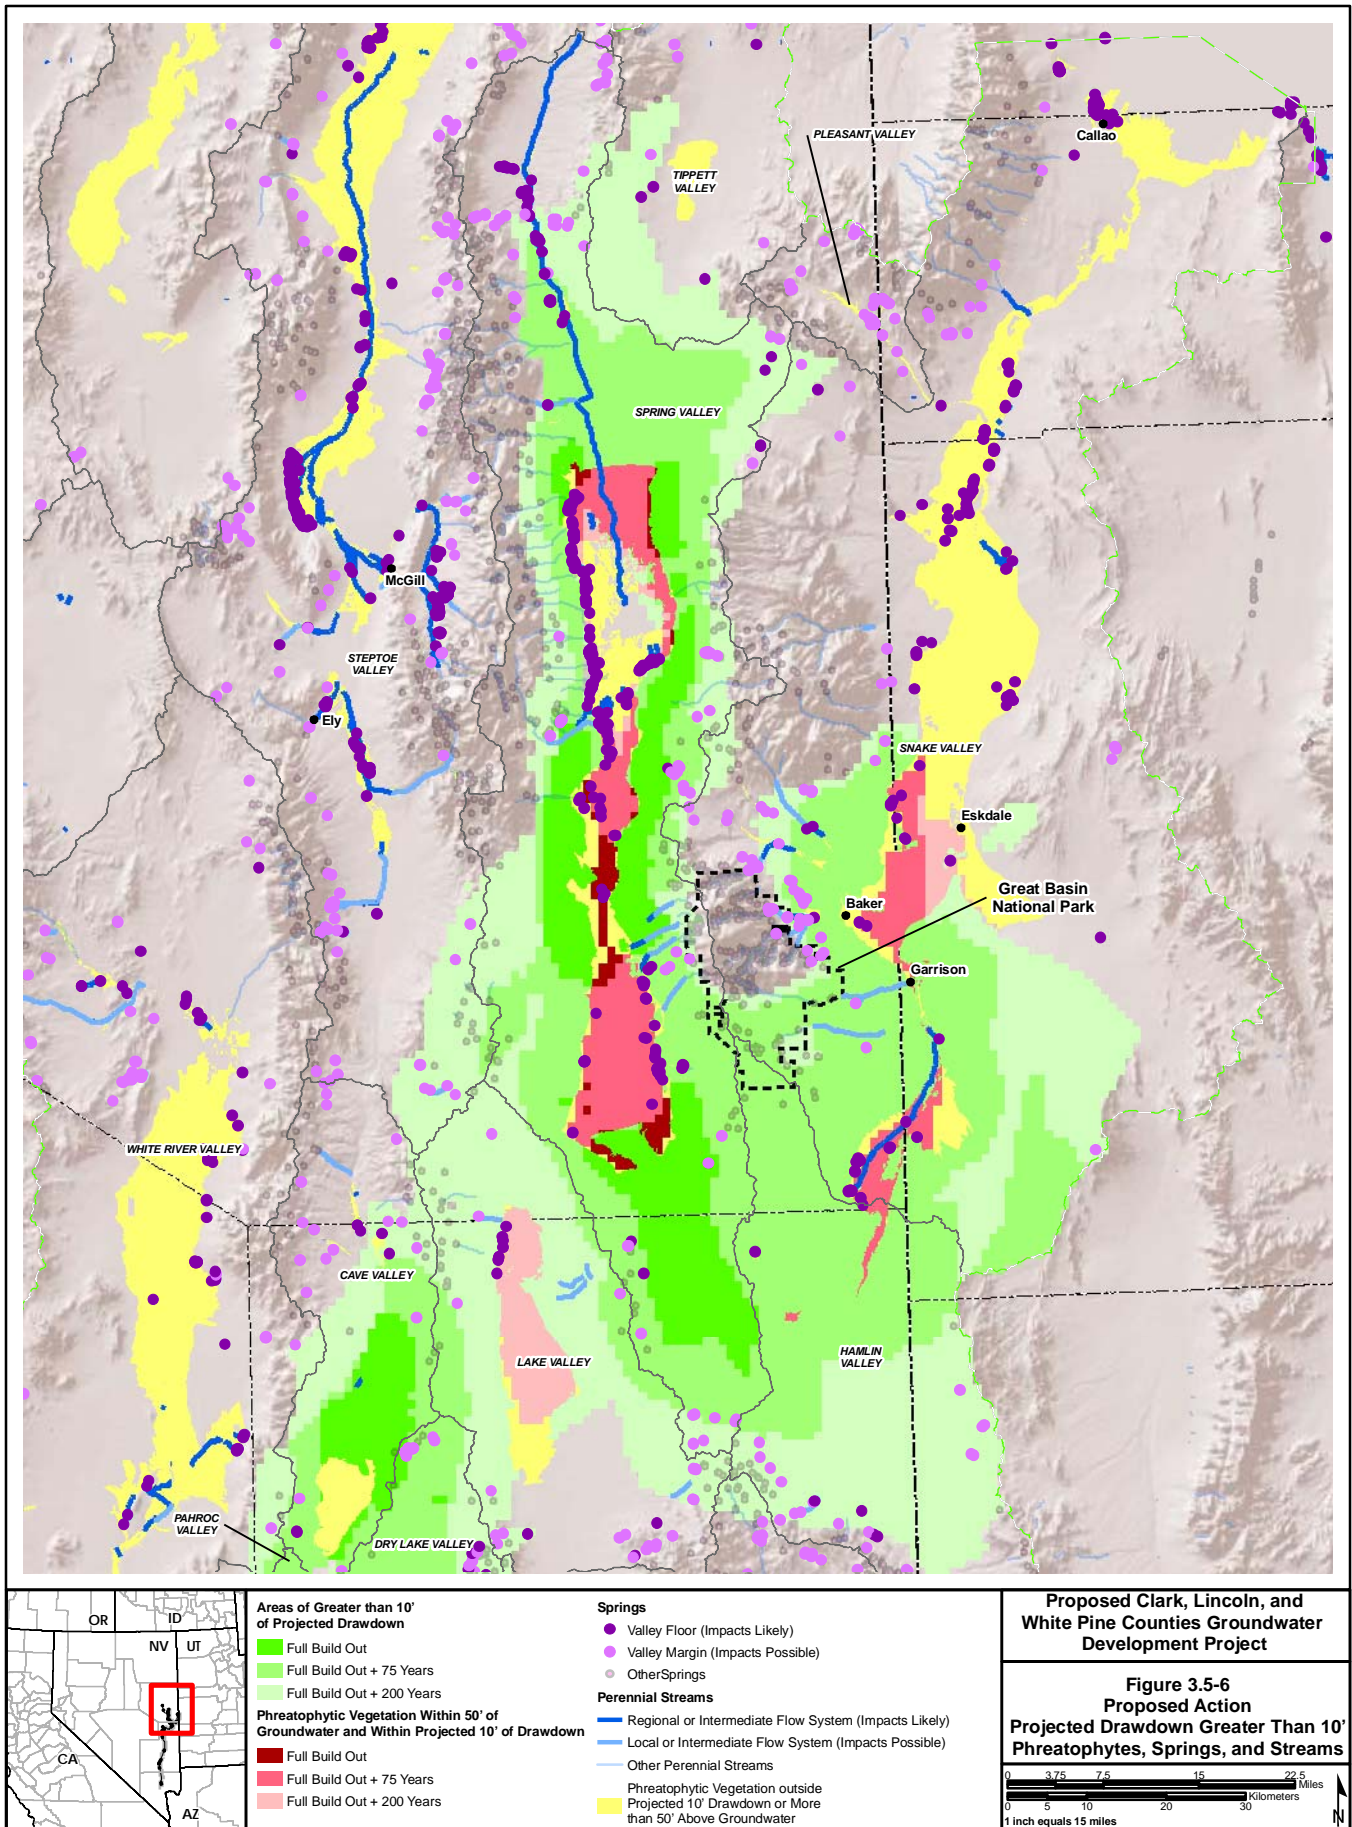 PLEASANT VALLEY
Callao
TIPPETT
VALLEY
SPRING VALLEY
McGill
STEPTOE
VALLEY
Ely
SNAKE VALLEY
Eskdale
Great Basin
National Park
Baker
Garrison
WHITE RIVER VALLEY
CAVE VALLEY
LAKE VALLEY
HAMLIN
VALLEY
PAHROC
VALLEY
DRY LAKE VALLEY
OR
ID
NV
UT
CA
AZ
Areas of Greater than 10'
of Projected Drawdown
Full Build Out
Full Build Out + 75 Years
Full Build Out + 200 Years
Phreatophytic Vegetation Within 50' of
Groundwater and Within Projected 10' of Drawdown
Full Build Out
Full Build Out + 75 Years
Full Build Out + 200 Years
Springs
Valley Floor (Impacts Likely)
Valley Margin (Impacts Possible)
OtherSprings
Perennial Streams
Regional or Intermediate Flow System (Impacts Likely)
Local or Intermediate Flow System (Impacts Possible)
Other Perennial Streams
Phreatophytic Vegetation outside
Projected 10' Drawdown or More
than 50' Above Groundwater
Proposed Clark, Lincoln, and
White Pine Counties Groundwater
Development Project
Figure 3.5-6
Proposed Action
Projected Drawdown Greater Than 10'
Phreatophytes, Springs, and Streams
0 3.75 7.5 15 22.5
Miles
Kilometers
0 5 10 20 30
1 inch equals 15 miles
N